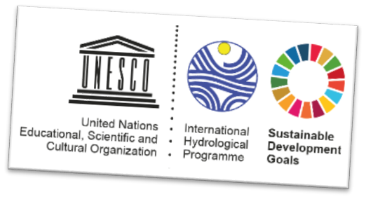 UNESCO
United Nations
Educational, Scientific and
Cultural Organization
International
Hydrological
Programme
Sustainable
Development
Goals